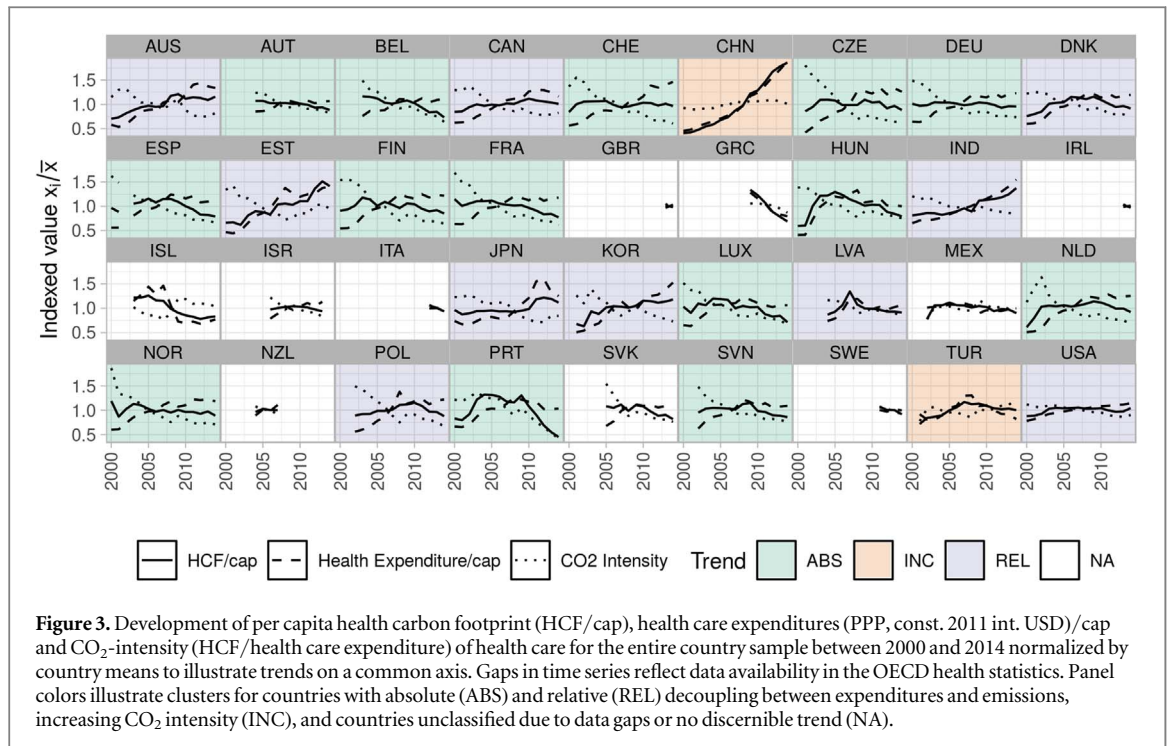 AUS AUT BEL CAN CHE CHN CZE DEU DNK
1.5
1.0
0.5
ESP EST FIN FRA GBR GRC HUN IND IRL
1.5
1.0
0.5
ISL ISR ITA JPN KOR LUX LVA MEX NLD
1.5
1.0
0.5
NOR NZL POL PRT SVK SVN SWE TUR USA
1.5
1.0
0.5
Indexed value xᵢ/x̅
2000 2005 2010 2000 2005 2010 2000 2005 2010 2000 2005 2010 2000 2005 2010 2000 2005 2010 2000 2005 2010 2000 2005 2010 2000 2005 2010
HCF/cap Health Expenditure/cap CO2 Intensity Trend ABS INC REL NA
Figure 3. Development of per capita health carbon footprint (HCF/cap), health care expenditures (PPP, const. 2011 int. USD)/cap
and CO₂-intensity (HCF/health care expenditure) of health care for the entire country sample between 2000 and 2014 normalized by
country means to illustrate trends on a common axis. Gaps in time series reflect data availability in the OECD health statistics. Panel
colors illustrate clusters for countries with absolute (ABS) and relative (REL) decoupling between expenditures and emissions,
increasing CO₂ intensity (INC), and countries unclassified due to data gaps or no discernible trend (NA).